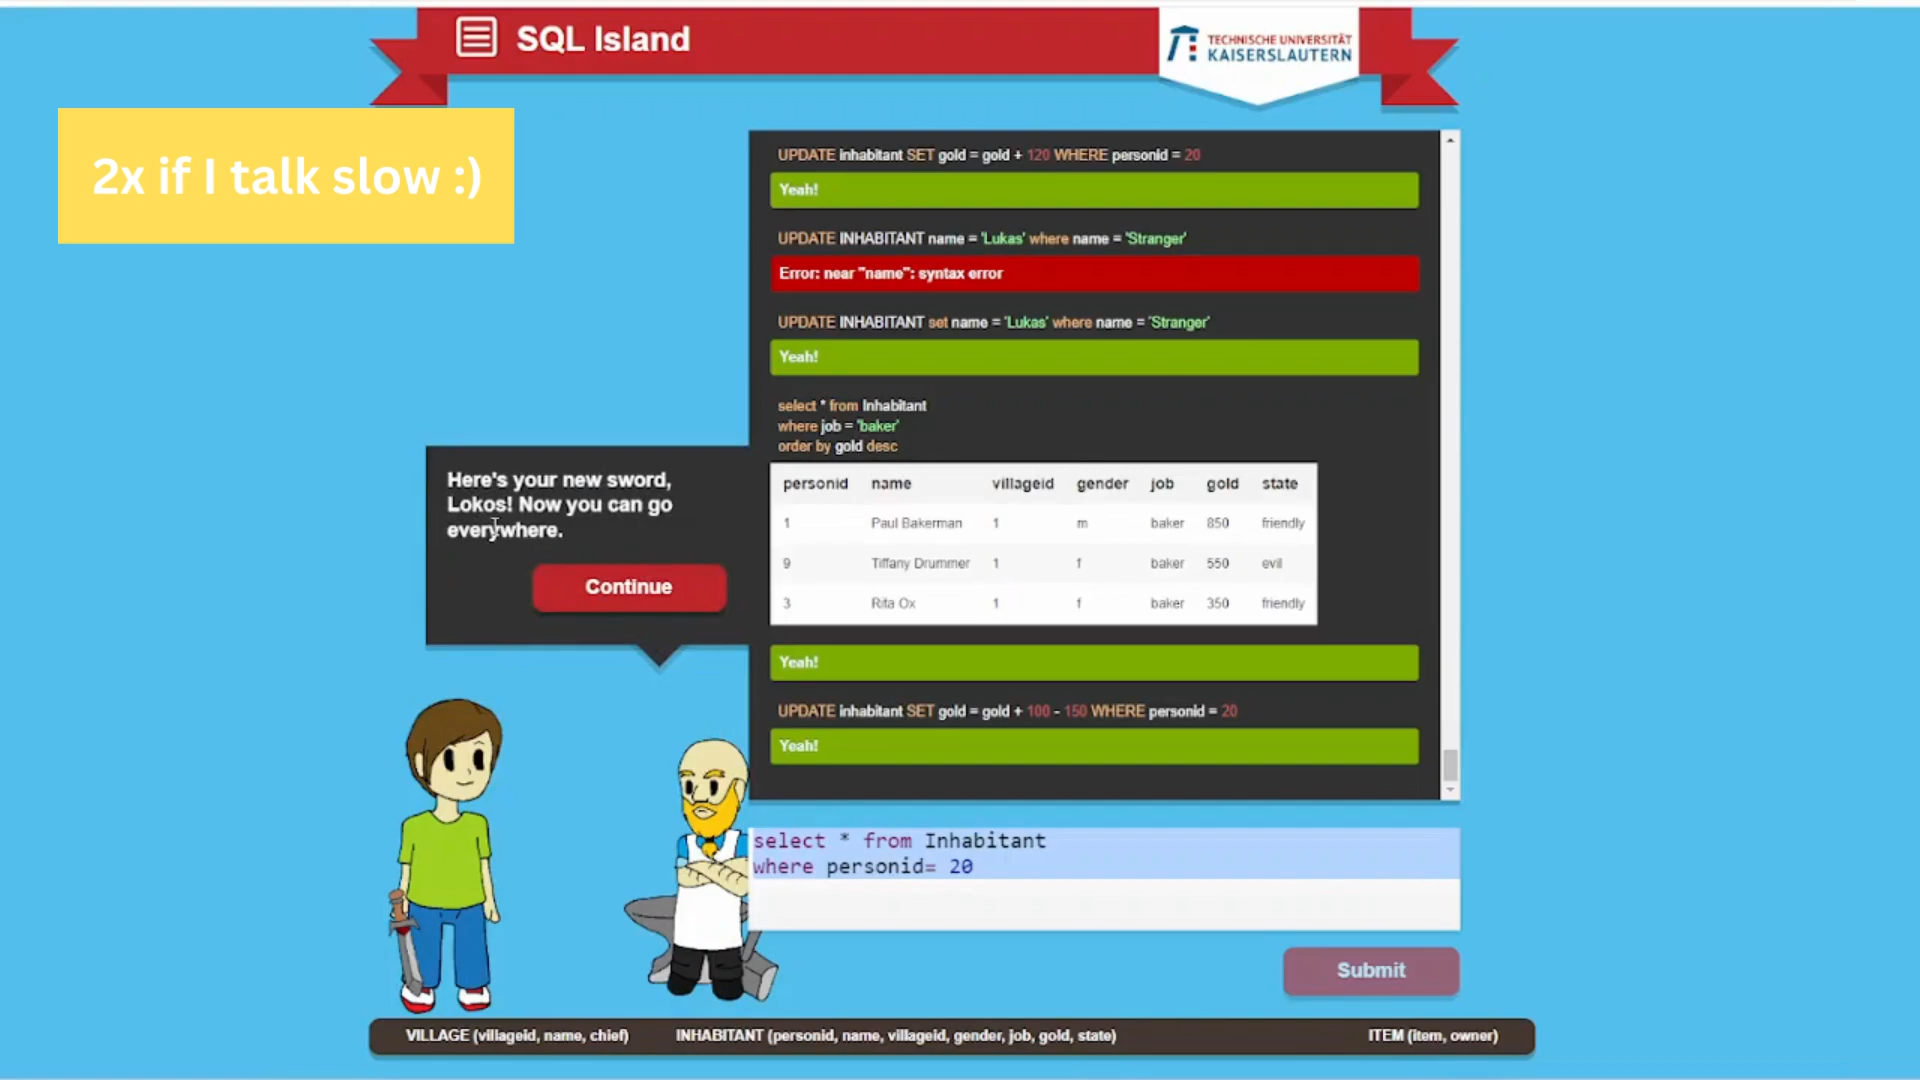 SQL Island
TECHNISCHE UNIVERSITÄT
KAISERSLAUTERN
2x if I talk slow :)
UPDATE inhabitant SET gold = gold + 120 WHERE personid = 20
Yeah!
UPDATE INHABITANT name = 'Lukas' where name = 'Stranger'
Error: near "name": syntax error
UPDATE INHABITANT set name = 'Lukas' where name = 'Stranger'
Yeah!
select * from Inhabitant
where job = 'baker'
order by gold desc
personid name villageid gender job gold state
1 Paul Bakerman 1 m baker 850 friendly
9 Tiffany Drummer 1 f baker 550 evil
3 Rita Ox 1 f baker 350 friendly
Yeah!
UPDATE inhabitant SET gold = gold + 100 - 150 WHERE personid = 20
Yeah!
Here's your new sword,
Lokos! Now you can go
everywhere.
Continue
select * from Inhabitant
where personid= 20
Submit
VILLAGE (villageid, name, chief) INHABITANT (personid, name, villageid, gender, job, gold, state) ITEM (item, owner)